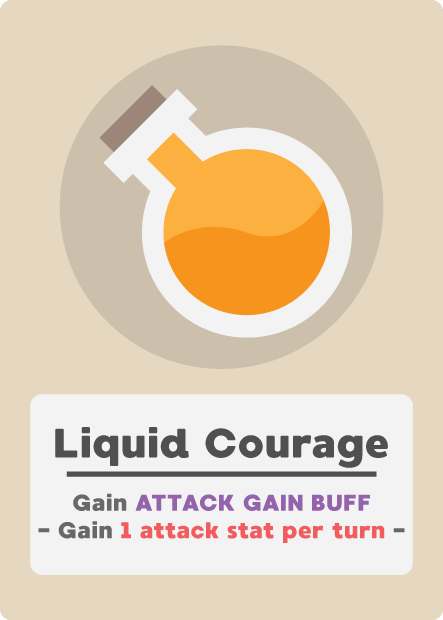 Liquid Courage
Gain ATTACK GAIN BUFF
- Gain 1 attack stat per turn -